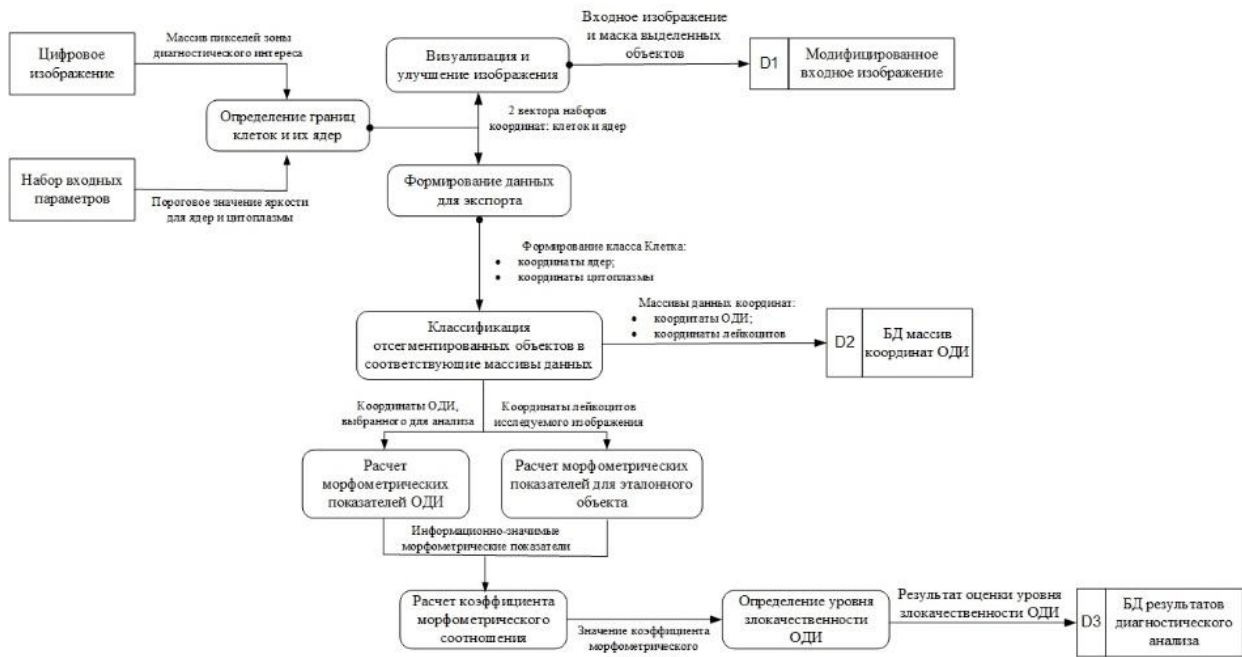 Цифровое
изображение
Массив пикселей зоны
диагностического интереса
Определение границ
клеток и их ядер
Набор входных
параметров
Пороговое значение яркости
для ядер и цитоплазмы
Визуализация и
улучшение изображения
Входное изображение
и маска выделенных
объектов
D1
Модифицированное
входное изображение
2 вектора наборов
координат: клеток и ядер
Формирование данных
для экспорта
Формирование класса Клетка:
• координаты ядер;
• координаты цитоплазмы
Классификация
отсегментированных объектов в
соответствующие массивы данных
Массивы данных координат:
• коордитаты ОДИ;
• координаты лейкоцитов
D2
БД массив
координат ОДИ
Координаты ОДИ,
выбранного для анализа
Координаты лейкоцитов
исследуемого изображения
Расчет
морфометрических
показателей ОДИ
Расчет морфометрических
показателей для эталонного
объекта
Информационно-значимые
морфометрические показатели
Расчет коэффициента
морфометрического
соотношения
Значение коэффициента
морфометрического
Определение уровня
злокачественности
ОДИ
Результат оценки уровня
злокачественности ОДИ
D3
БД результатов
диагностического
анализа